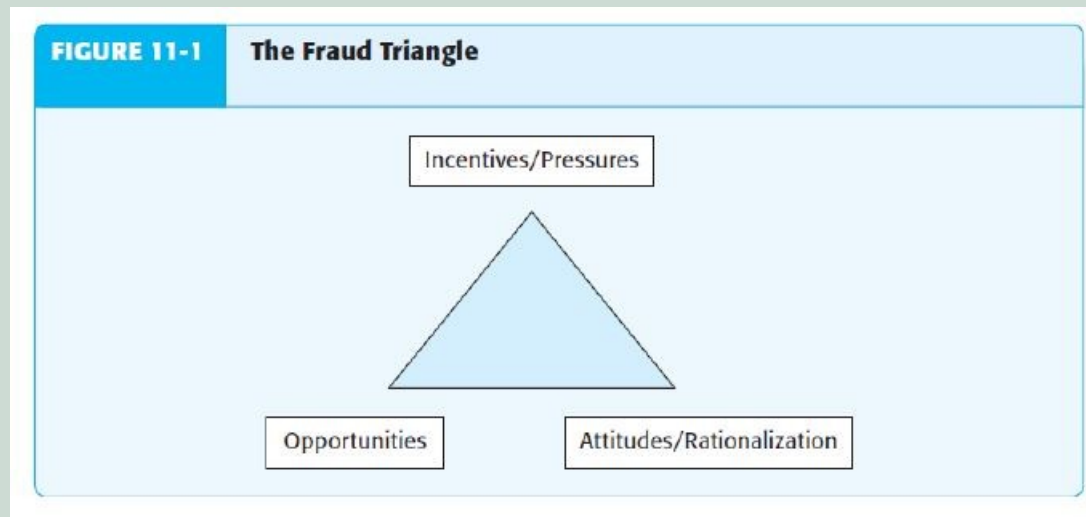 FIGURE 11-1
The Fraud Triangle
Incentives/Pressures
Opportunities
Attitudes/Rationalization